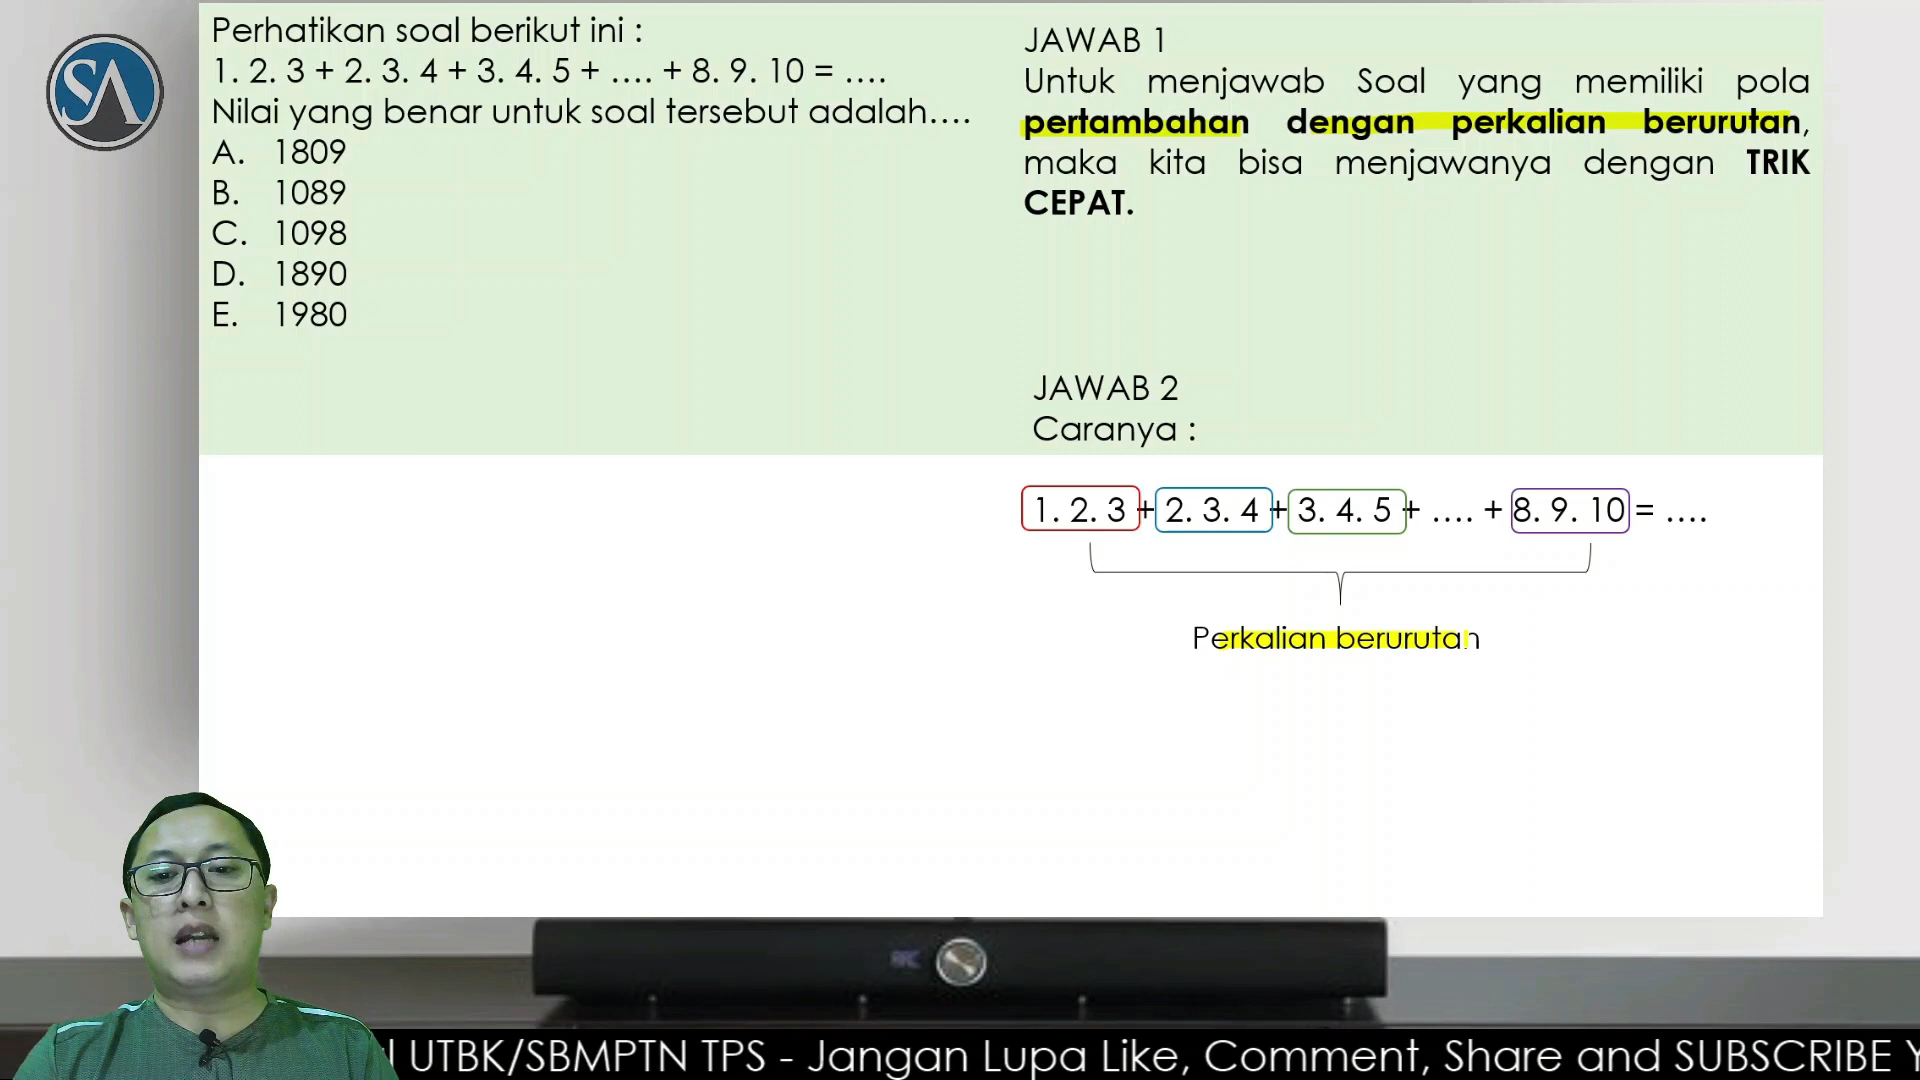 SA
Perhatikan soal berikut ini :
1. 2. 3 + 2. 3. 4 + 3. 4. 5 + .... + 8. 9. 10 = ....
Nilai yang benar untuk soal tersebut adalah....
A. 1809
B. 1089
C. 1098
D. 1890
E. 1980
JAWAB 1
Untuk menjawab Soal yang memiliki pola
pertambahan dengan perkalian berurutan,
maka kita bisa menjawanya dengan TRIK
CEPAT.
JAWAB 2
Caranya :
1. 2. 3 + 2. 3. 4 + 3. 4. 5 + .... + 8. 9. 10 = ....
Perkalian berurutan
UTBK/SBMPTN TPS - Jangan Lupa Like, Comment, Share and SUBSCRIBE